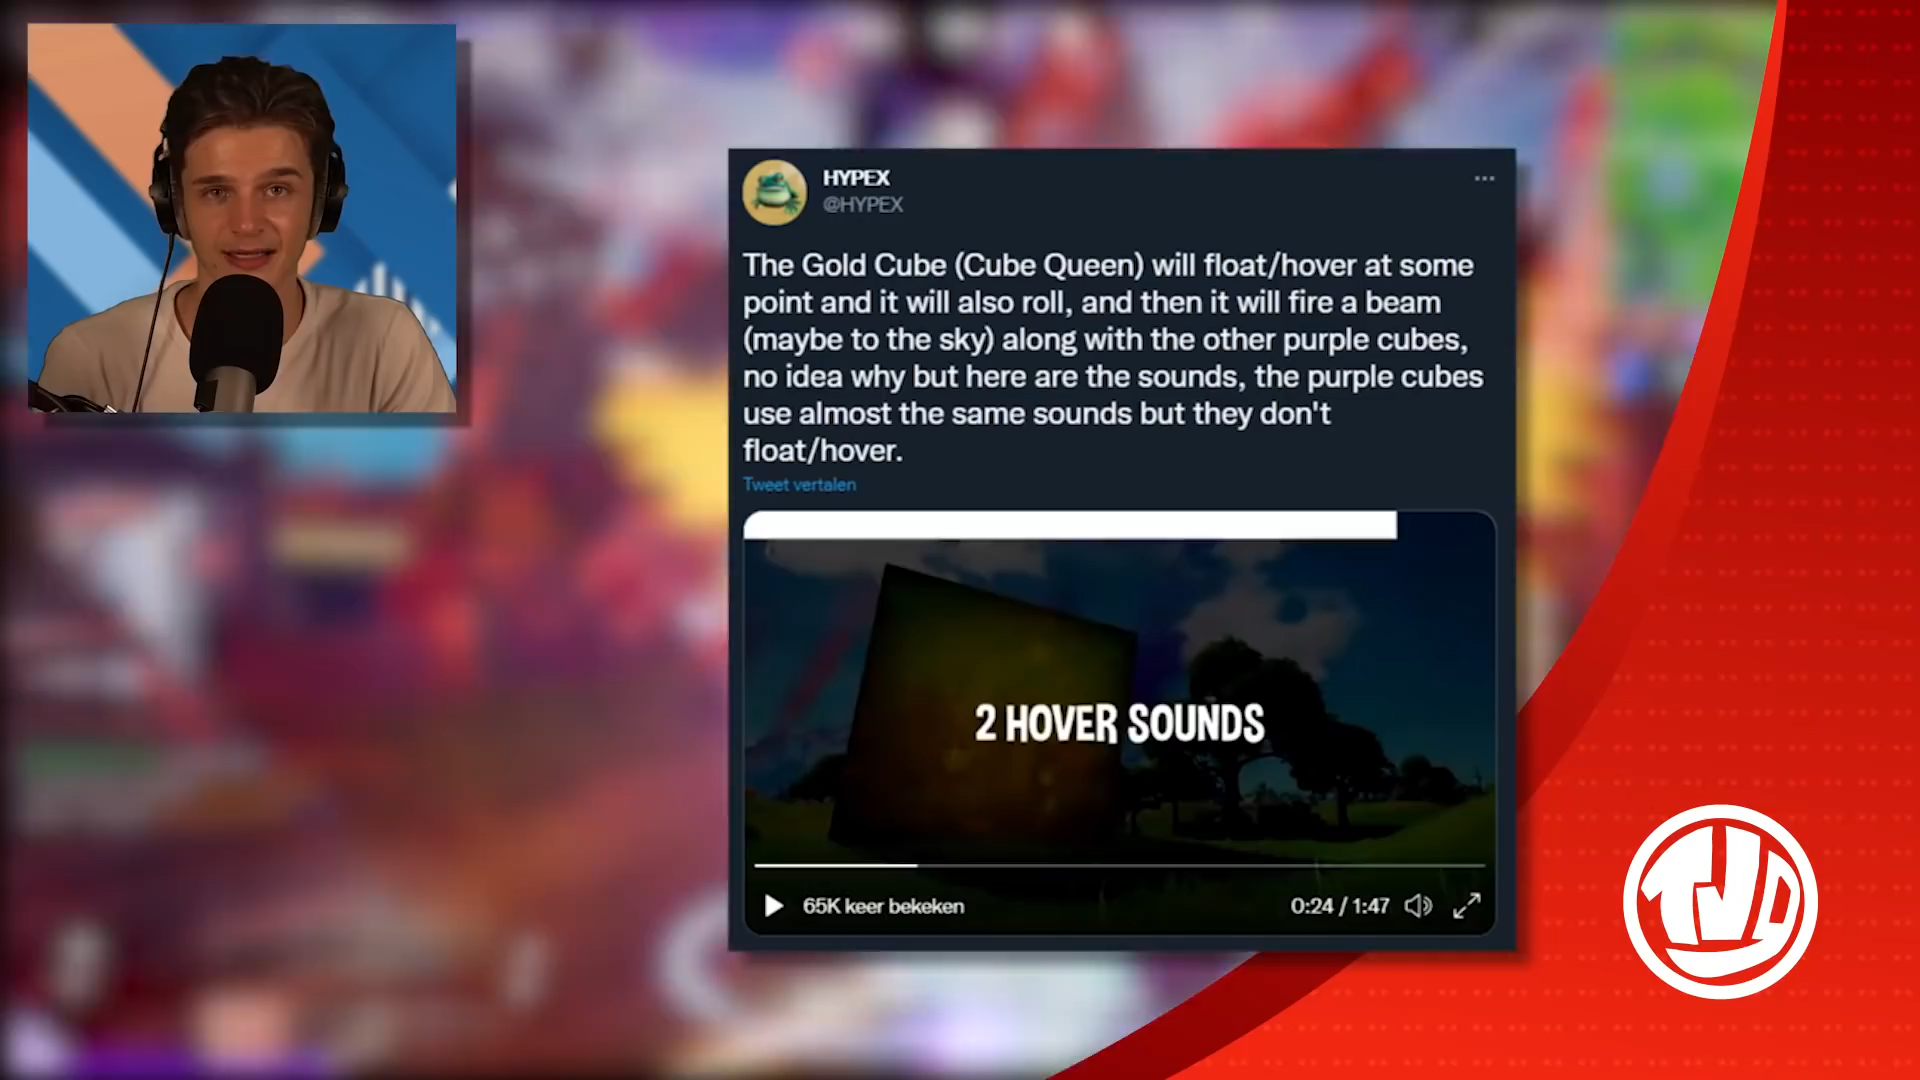 HYPEX
@HYPEX
The Gold Cube (Cube Queen) will float/hover at some
point and it will also roll, and then it will fire a beam
(maybe to the sky) along with the other purple cubes,
no idea why but here are the sounds, the purple cubes
use almost the same sounds but they don't
float/hover.
Tweet vertalen
2 HOVER SOUNDS
65K keer bekeken
0:24 / 1:47
TJD